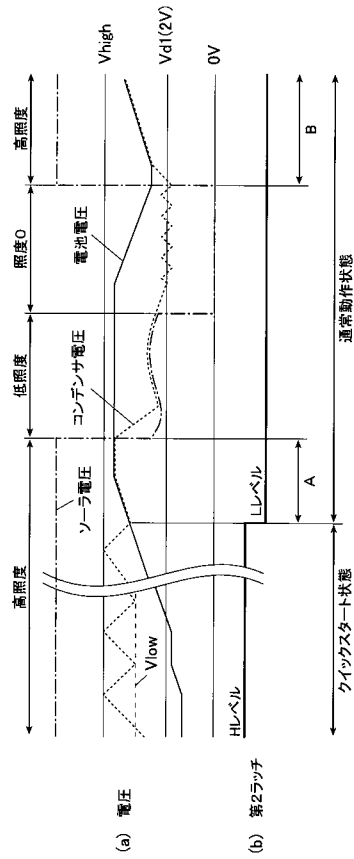 高照度
低照度
照度0
高照度
ソーラ電圧
コンデンサ電圧
電池電圧
Vhigh
Vd1(2V)
0V
Vlow
(a) 電圧
(b) 第2ラッチ
Hレベル
Lレベル
A
B
クイックスタート状態
通常動作状態